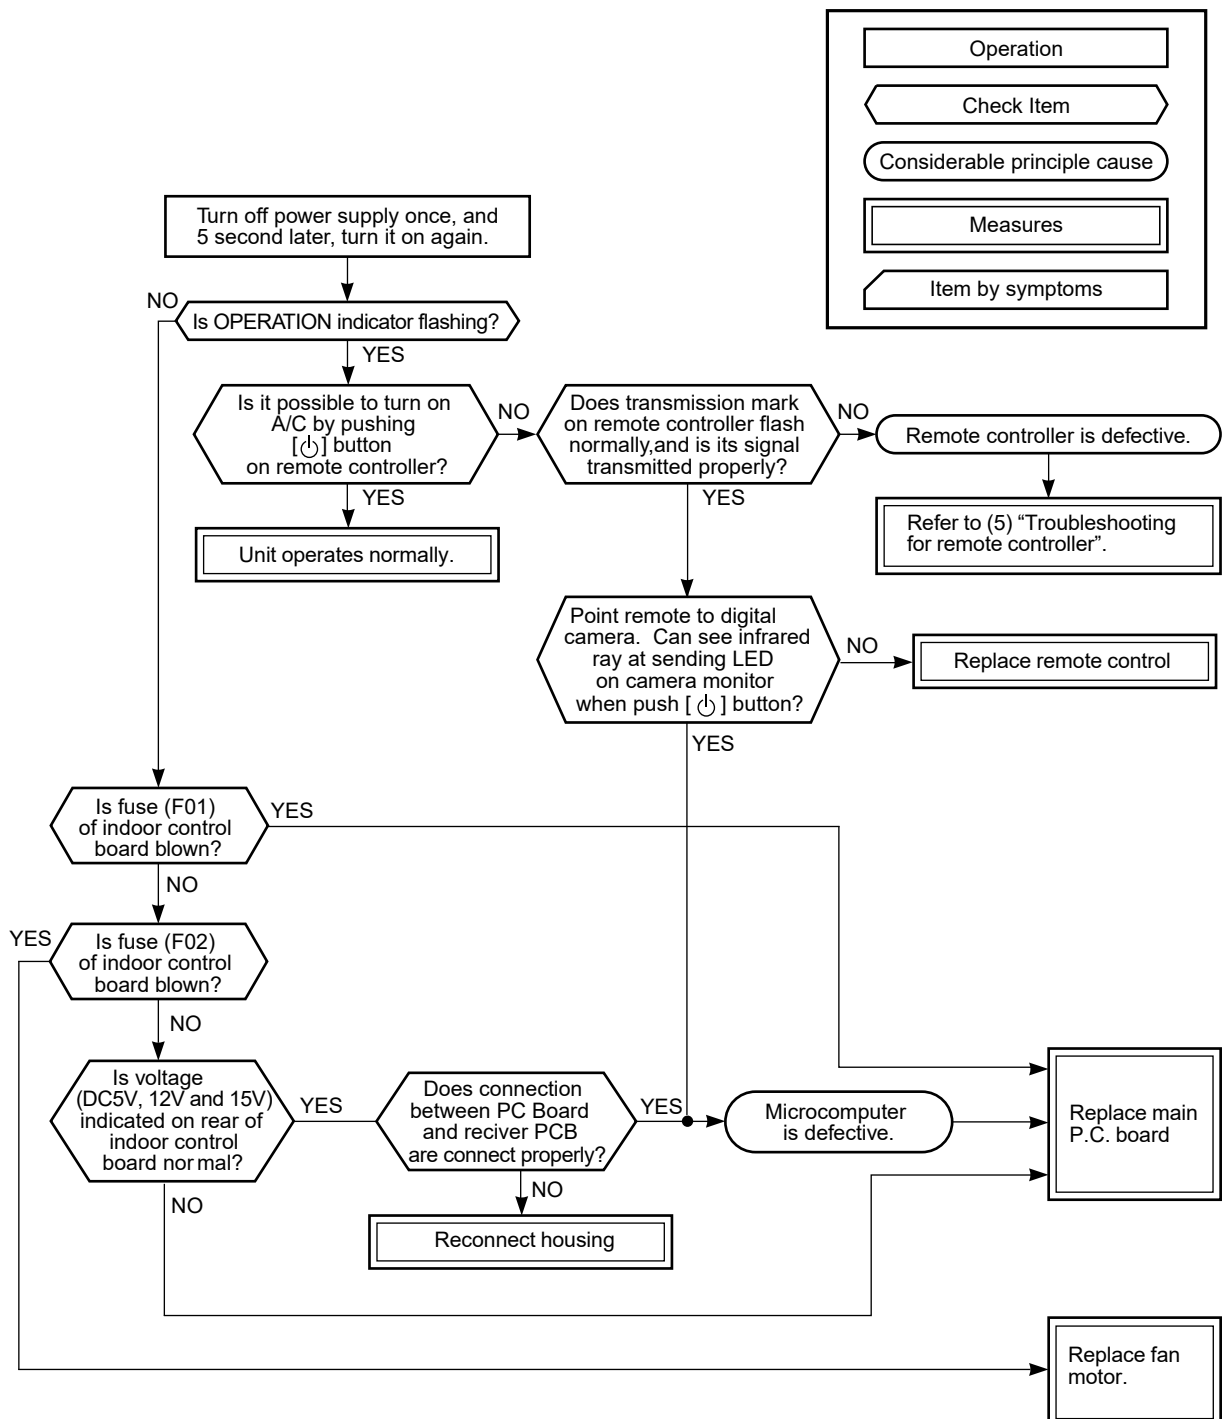 Operation
Check Item
Considerable principle cause
Measures
Item by symptoms
Turn off power supply once, and
5 second later, turn it on again.
NO
Is OPERATION indicator flashing?
YES
Is it possible to turn on
A/C by pushing
[⏻] button
on remote controller?
NO
Does transmission mark
on remote controller flash
normally,and is its signal
transmitted properly?
NO
Remote controller is defective.
YES
YES
Unit operates normally.
Refer to (5) “Troubleshooting
for remote controller”.
Point remote to digital
camera. Can see infrared
ray at sending LED
on camera monitor
when push [ ⏻ ] button?
NO
Replace remote control
YES
Is fuse (F01)
of indoor control
board blown?
YES
NO
YES
Is fuse (F02)
of indoor control
board blown?
NO
Is voltage
(DC5V, 12V and 15V)
indicated on rear of
indoor control
board normal?
YES
Does connection
between PC Board
and reciver PCB
are connect properly?
YES
Microcomputer
is defective.
Replace main
P.C. board
NO
NO
Reconnect housing
Replace fan
motor.